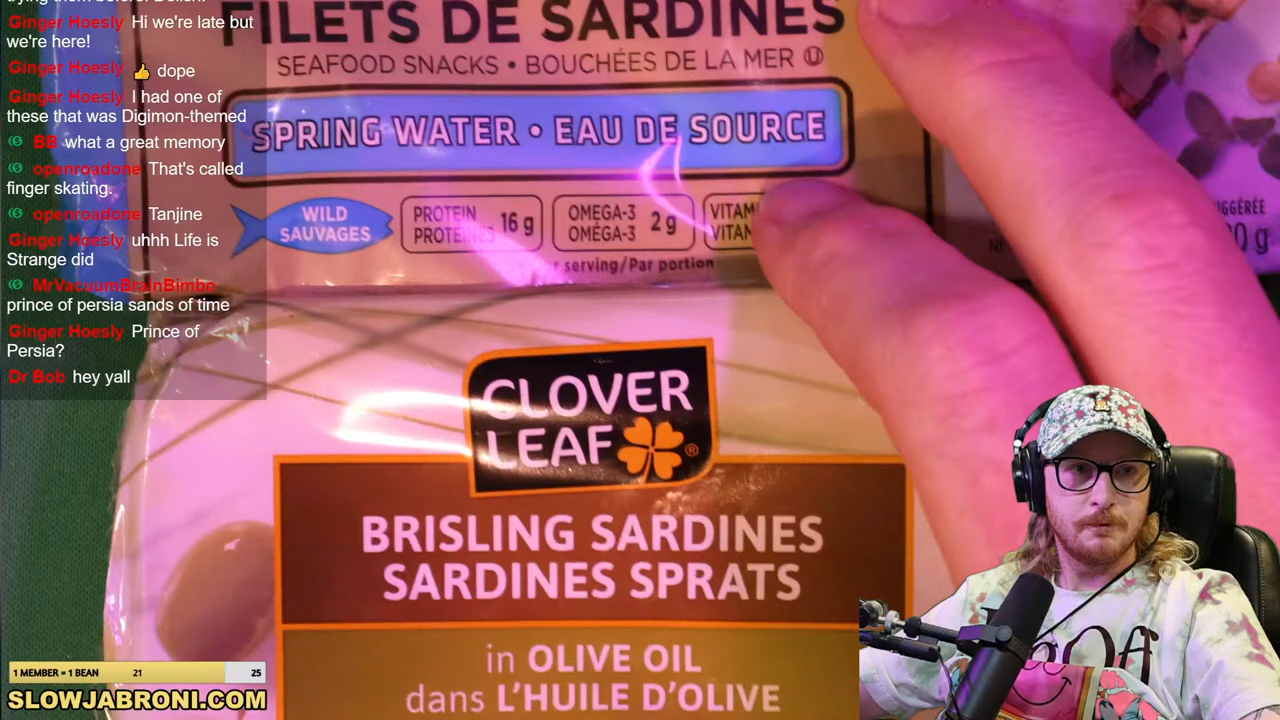 Ginger Hoesly Hi we're late but
we're here!
Ginger Hoesly 👍 dope
Ginger Hoesly I had one of
these that was Digimon-themed
BB what a great memory
openroadone That's called
finger skating.
openroadone Tanjine
Ginger Hoesly uhhh Life is
Strange did
MrVacuumBrainBimbo
prince of persia sands of time
Ginger Hoesly Prince of
Persia?
Dr Bob hey yall
FILETS DE SARDINES
SEAFOOD SNACKS • BOUCHÉES DE LA MER
SPRING WATER • EAU DE SOURCE
WILD
SAUVAGES
PROTEIN
PROTÉINES
16 g
OMEGA-3
OMÉGA-3
2 g
serving/Par portion
CLOVER
LEAF®
BRISLING SARDINES
SARDINES SPRATS
in OLIVE OIL
dans L'HUILE D'OLIVE
1 MEMBER = 1 BEAN 21 25
SLOWJABRONI.COM